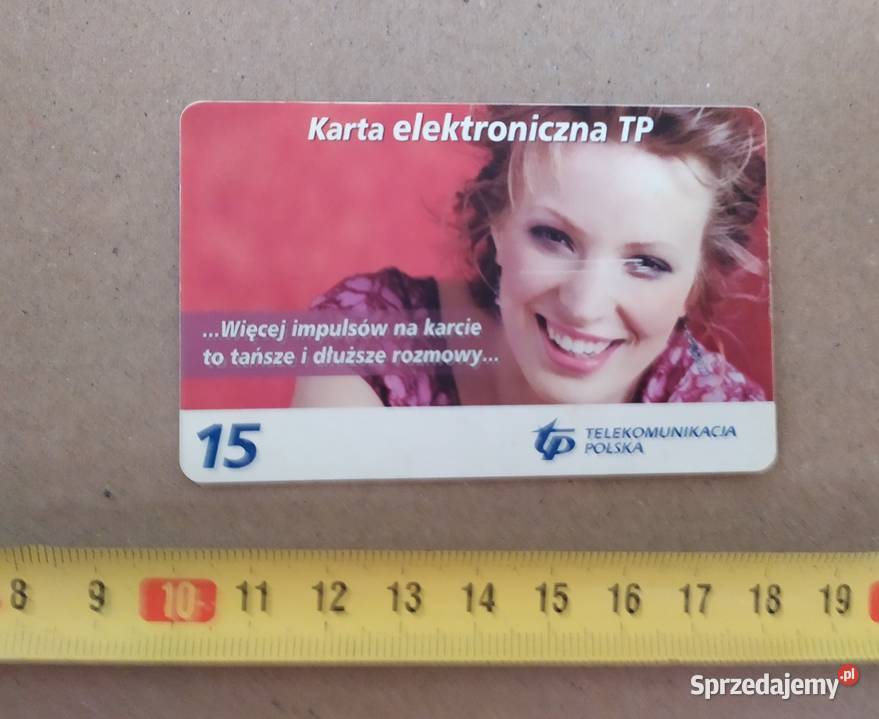 Karta elektroniczna TP
...Więcej impulsów na karcie
to tańsze i dłuższe rozmowy...
15
tp TELEKOMUNIKACJA
POLSKA
8 9 10 11 12 13 14 15 16 17 18 19
Sprzedajemy.pl